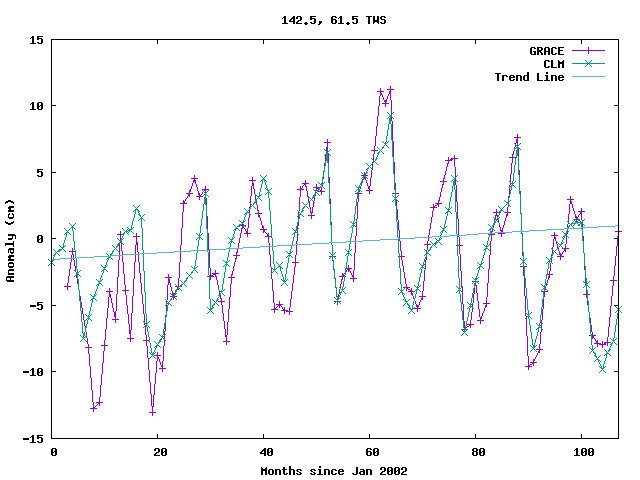 142.5, 61.5 TWS
GRACE
CLM
Trend Line
15
10
5
0
-5
-10
-15
Anomaly (cm)
0 20 40 60 80 100
Months since Jan 2002